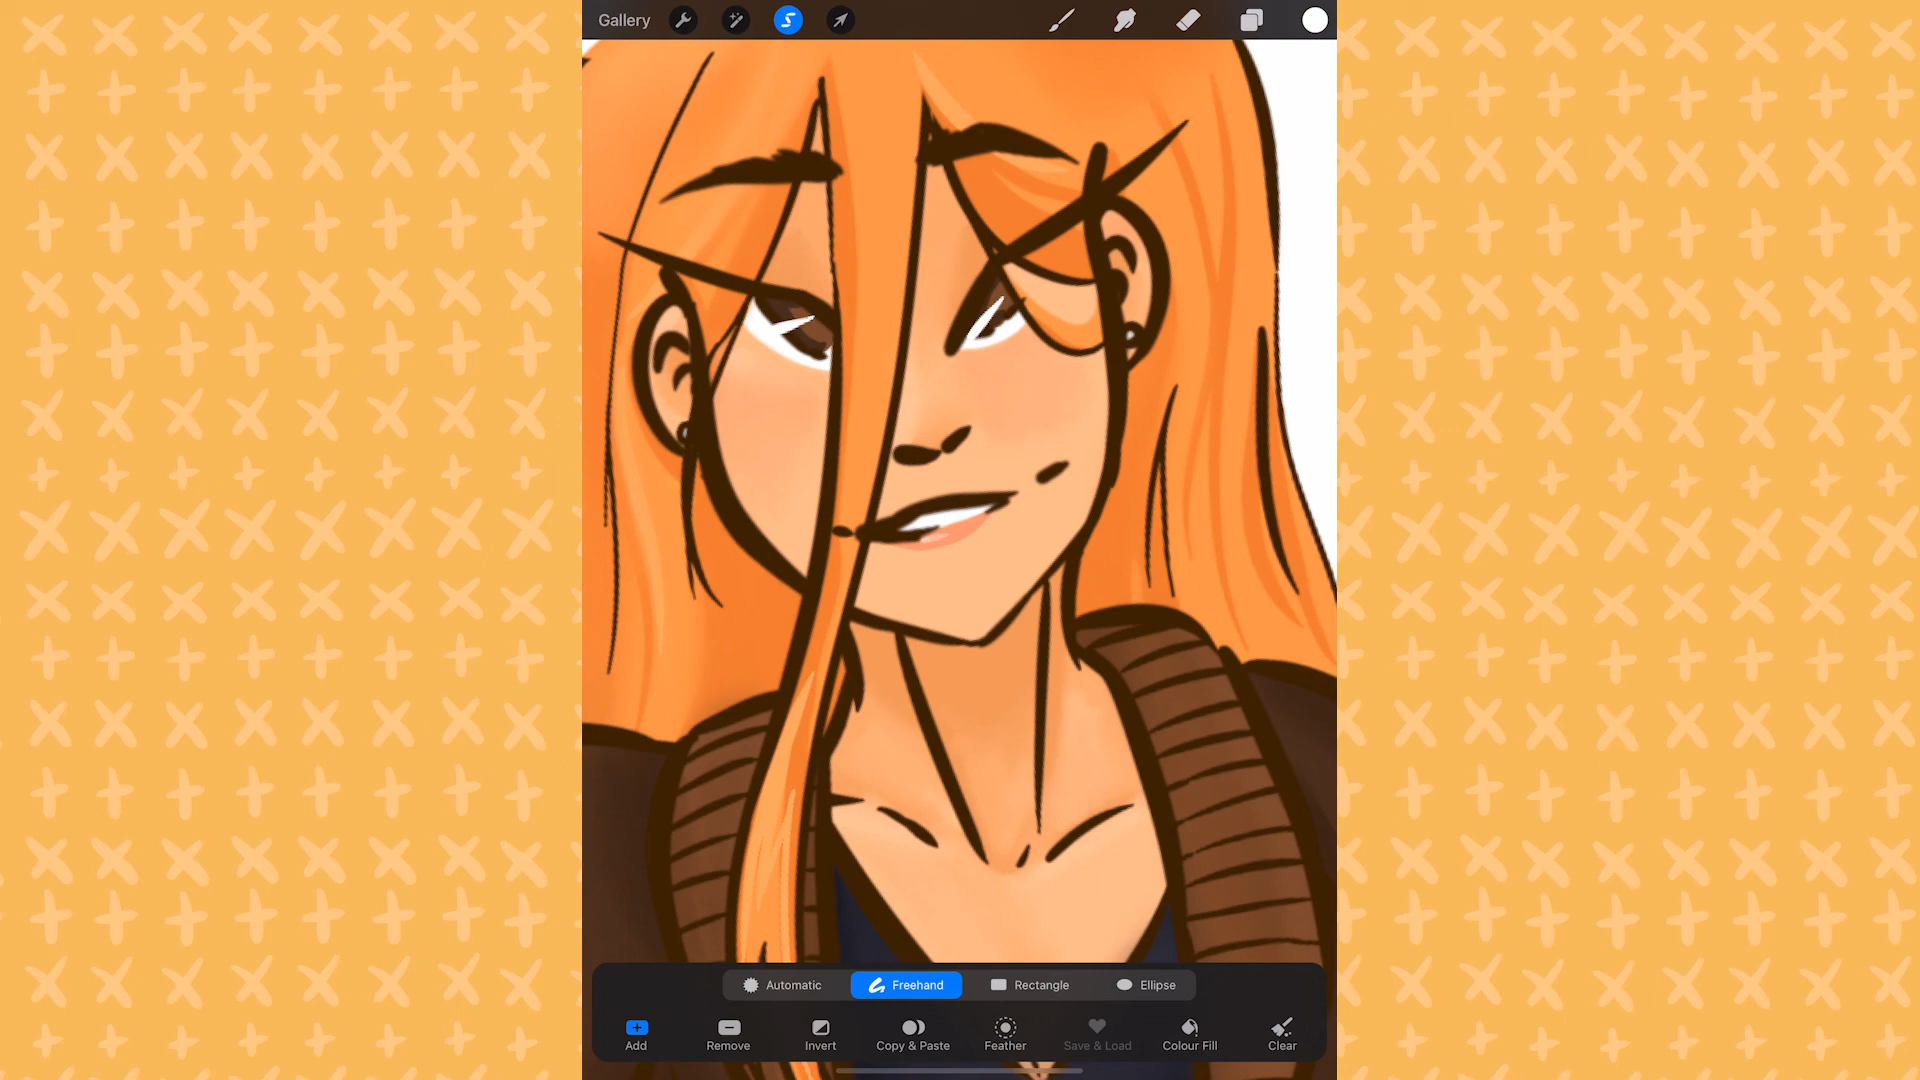 Gallery
Automatic Freehand Rectangle Ellipse
Add Remove Invert Copy & Paste Feather Save & Load Colour Fill Clear